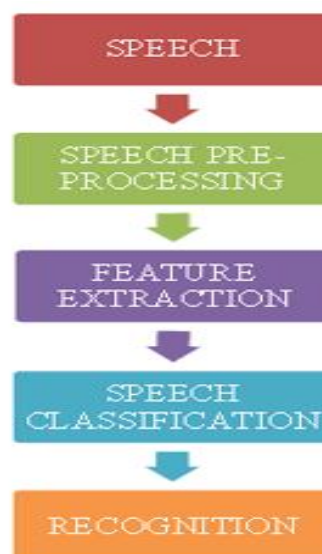 SPEECH
SPEECH PRE-
PROCESSING
FEATURE
EXTRACTION
SPEECH
CLASSIFICATION
RECOGNITION